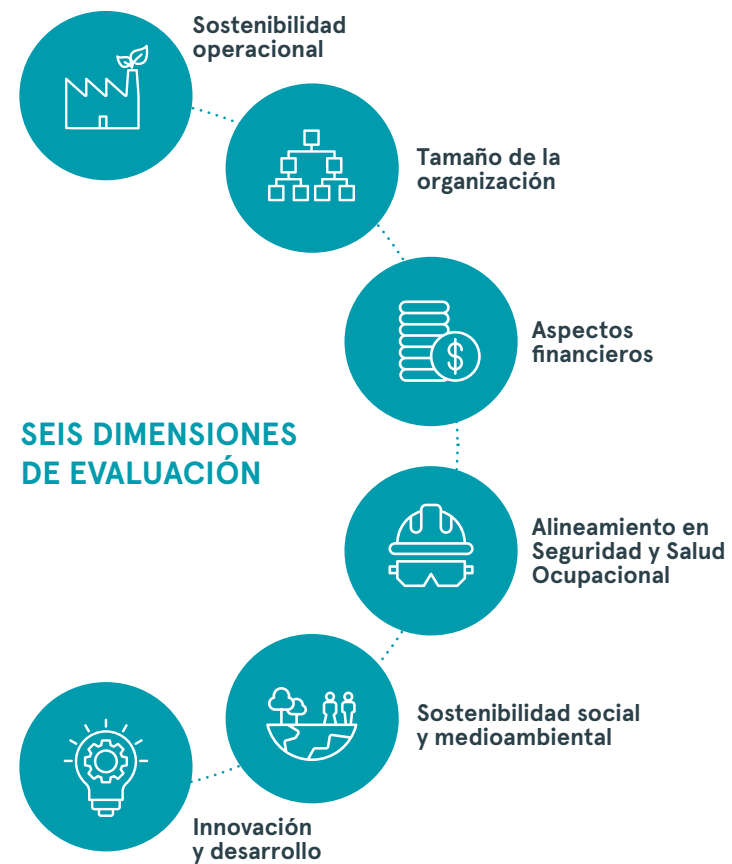 Sostenibilidad
operacional
Tamaño de la
organización
Aspectos
financieros
SEIS DIMENSIONES
DE EVALUACIÓN
Alineamiento en
Seguridad y Salud
Ocupacional
Sostenibilidad social
y medioambiental
Innovación
y desarrollo